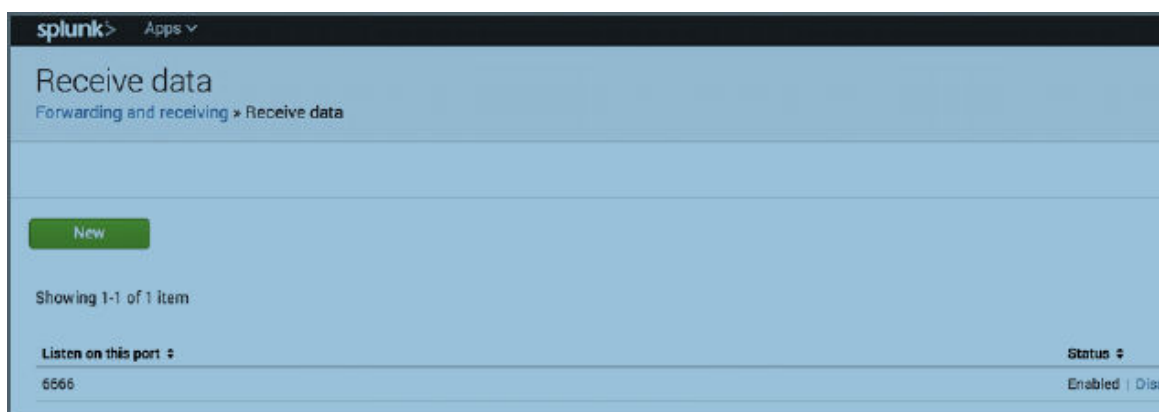 splunk> Apps
Receive data
Forwarding and receiving » Receive data
New
Showing 1-1 of 1 item
Listen on this port Status
6666 Enabled |